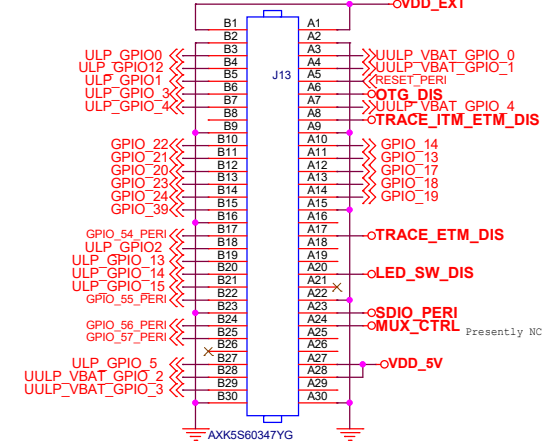 VDD_EXT
B1 A1
B2 A2
ULP_GPIO0 B3 A3 UULP_VBAT_GPIO_0
ULP_GPIO12 B4 A4 UULP_VBAT_GPIO_1
ULP_GPIO1 B5 J13 A5 RESET_PERI
ULP_GPIO_3 B6 A6 OTG_DIS
ULP_GPIO_4 B7 A7 UULP_VBAT_GPIO_4
B8 A8 TRACE_ITM_ETM_DIS
B9 A9
GPIO_22 B10 A10 GPIO_14
GPIO_21 B11 A11 GPIO_13
GPIO_20 B12 A12 GPIO_17
GPIO_23 B13 A13 GPIO_18
GPIO_24 B14 A14 GPIO_19
GPIO_39 B15 A15
B16 A16
GPIO_54_PERI B17 A17 TRACE_ETM_DIS
ULP_GPIO2 B18 A18
ULP_GPIO_13 B19 A19
ULP_GPIO_14 B20 A20 LED_SW_DIS
ULP_GPIO_15 B21 A21
GPIO_55_PERI B22 A22
B23 A23 SDIO_PERI
GPIO_56_PERI B24 A24 MUX_CTRL Presently NC
GPIO_57_PERI B25 A25
B26 A26
ULP_GPIO_5 B27 A27 VDD_5V
UULP_VBAT_GPIO_2 B28 A28
UULP_VBAT_GPIO_3 B29 A29
B30 A30
AXK5S60347YG